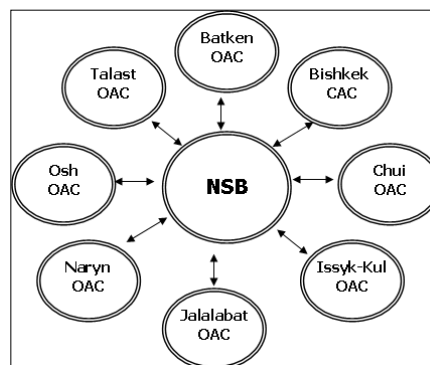 Batken
OAC
Talast
OAC
Bishkek
CAC
Osh
OAC
NSB
Chui
OAC
Naryn
OAC
Issyk-Kul
OAC
Jalalabat
OAC